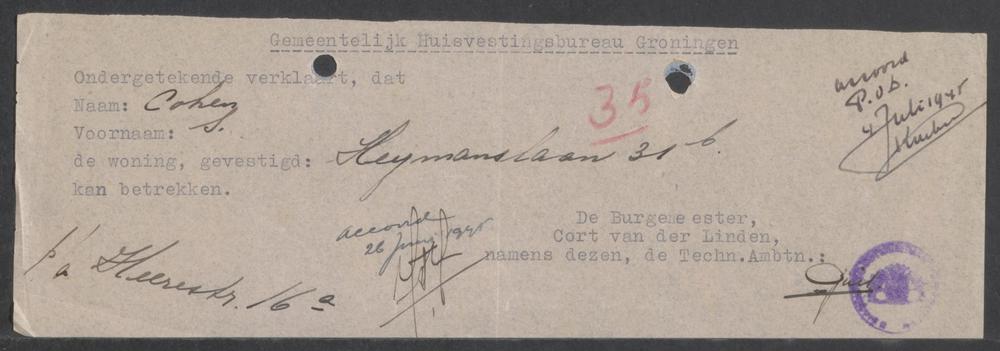 Gemeentelijk Huisvestingsbureau Groningen
Ondergetekende verklaart, dat
Naam: Cohen
Voornaam: S.
de woning, gevestigd: Heymanslaan 31b.
kan betrekken.
35
accoord
P.O.D.
4 Juli 1945
accoord
26 Juni 1945
De Burgemeester,
Cort van der Linden,
namens dezen, de Techn.Ambtn.:
p/a Heerestr. 16a